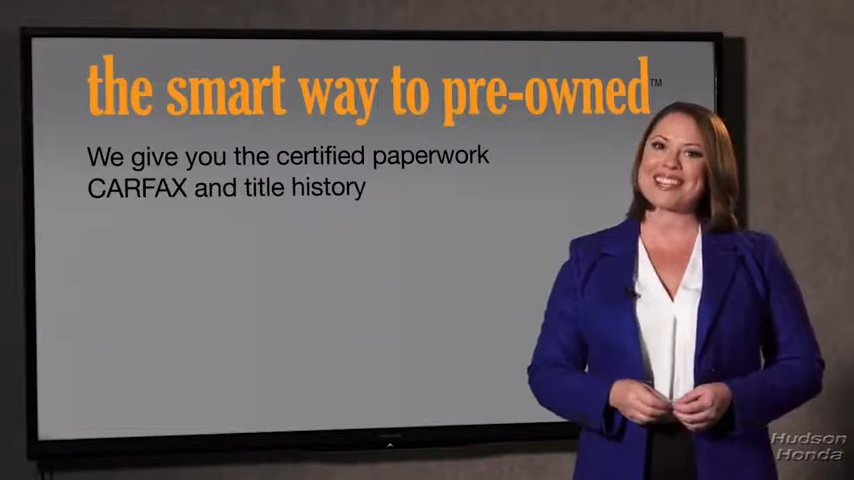 the smart way to pre-owned™
We give you the certified paperwork
CARFAX and title history
Hudson
Honda